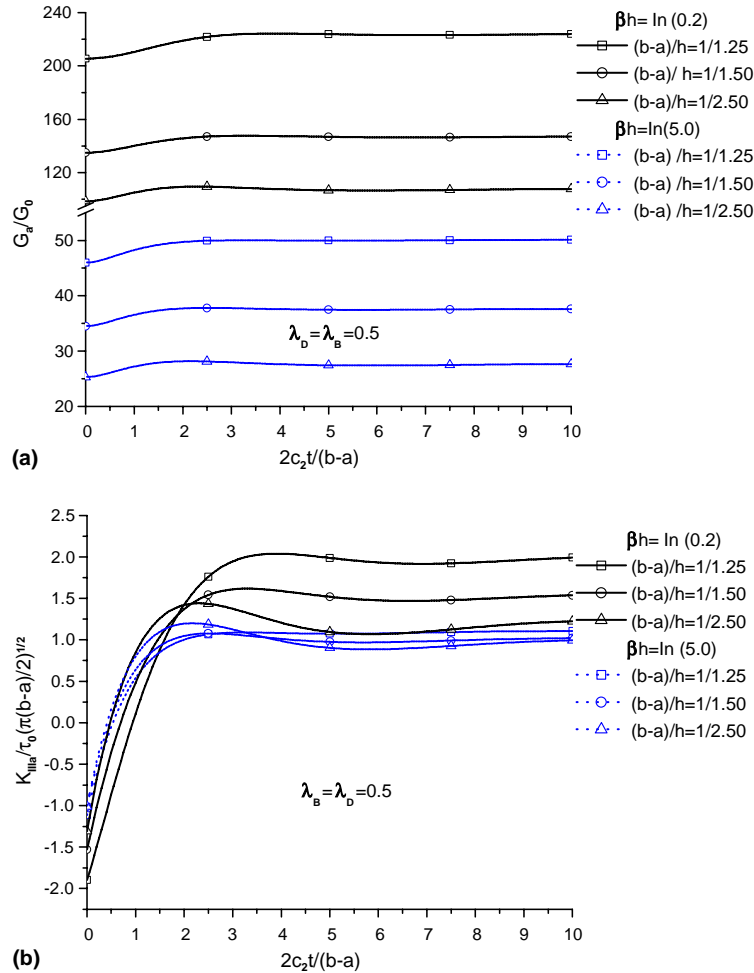 240
220
200
180
140
100
50
40
30
20
0
1
2
3
4
5
6
7
8
9
10
G_a/G_0
2c_2t/(b-a)
λ_D=λ_B=0.5
(a)
βh= ln (0.2)
(b-a)/h=1/1.25
(b-a)/ h=1/1.50
(b-a)/h=1/2.50
βh=ln(5.0)
(b-a) /h=1/1.25
(b-a) /h=1/1.50
(b-a) /h=1/2.50
2.5
2.0
1.5
1.0
0.5
0.0
-0.5
-1.0
-1.5
-2.0
0
1
2
3
4
5
6
7
8
9
10
K_IIIa/τ_0(π(b-a)/2)^1/2
2c_2t/(b-a)
λ_B=λ_D=0.5
(b)
βh= ln (0.2)
(b-a)/h=1/1.25
(b-a)/h=1/1.50
(b-a)/h=1/2.50
βh=ln (5.0)
(b-a)/h=1/1.25
(b-a)/h=1/1.50
(b-a)/h=1/2.50